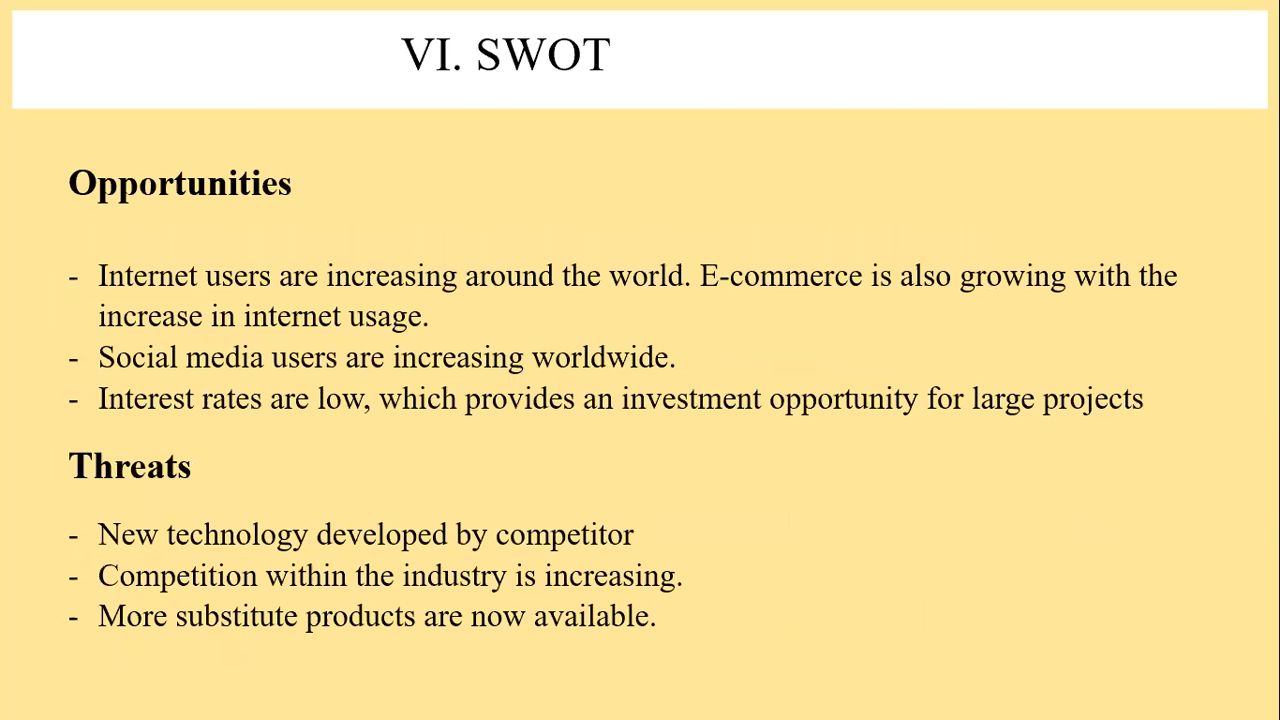 VI. SWOT
Opportunities
- Internet users are increasing around the world. E-commerce is also growing with the
increase in internet usage.
- Social media users are increasing worldwide.
- Interest rates are low, which provides an investment opportunity for large projects
Threats
- New technology developed by competitor
- Competition within the industry is increasing.
- More substitute products are now available.